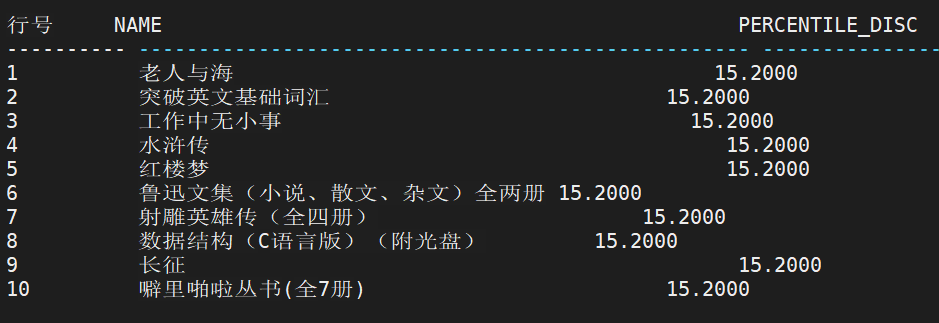 行号 NAME PERCENTILE_DISC
---------- --------------------------------------------------- ---------------
1 老人与海 15.2000
2 突破英文基础词汇 15.2000
3 工作中无小事 15.2000
4 水浒传 15.2000
5 红楼梦 15.2000
6 鲁迅文集（小说、散文、杂文）全两册 15.2000
7 射雕英雄传（全四册） 15.2000
8 数据结构（C语言版）（附光盘） 15.2000
9 长征 15.2000
10 噼里啪啦丛书(全7册) 15.2000